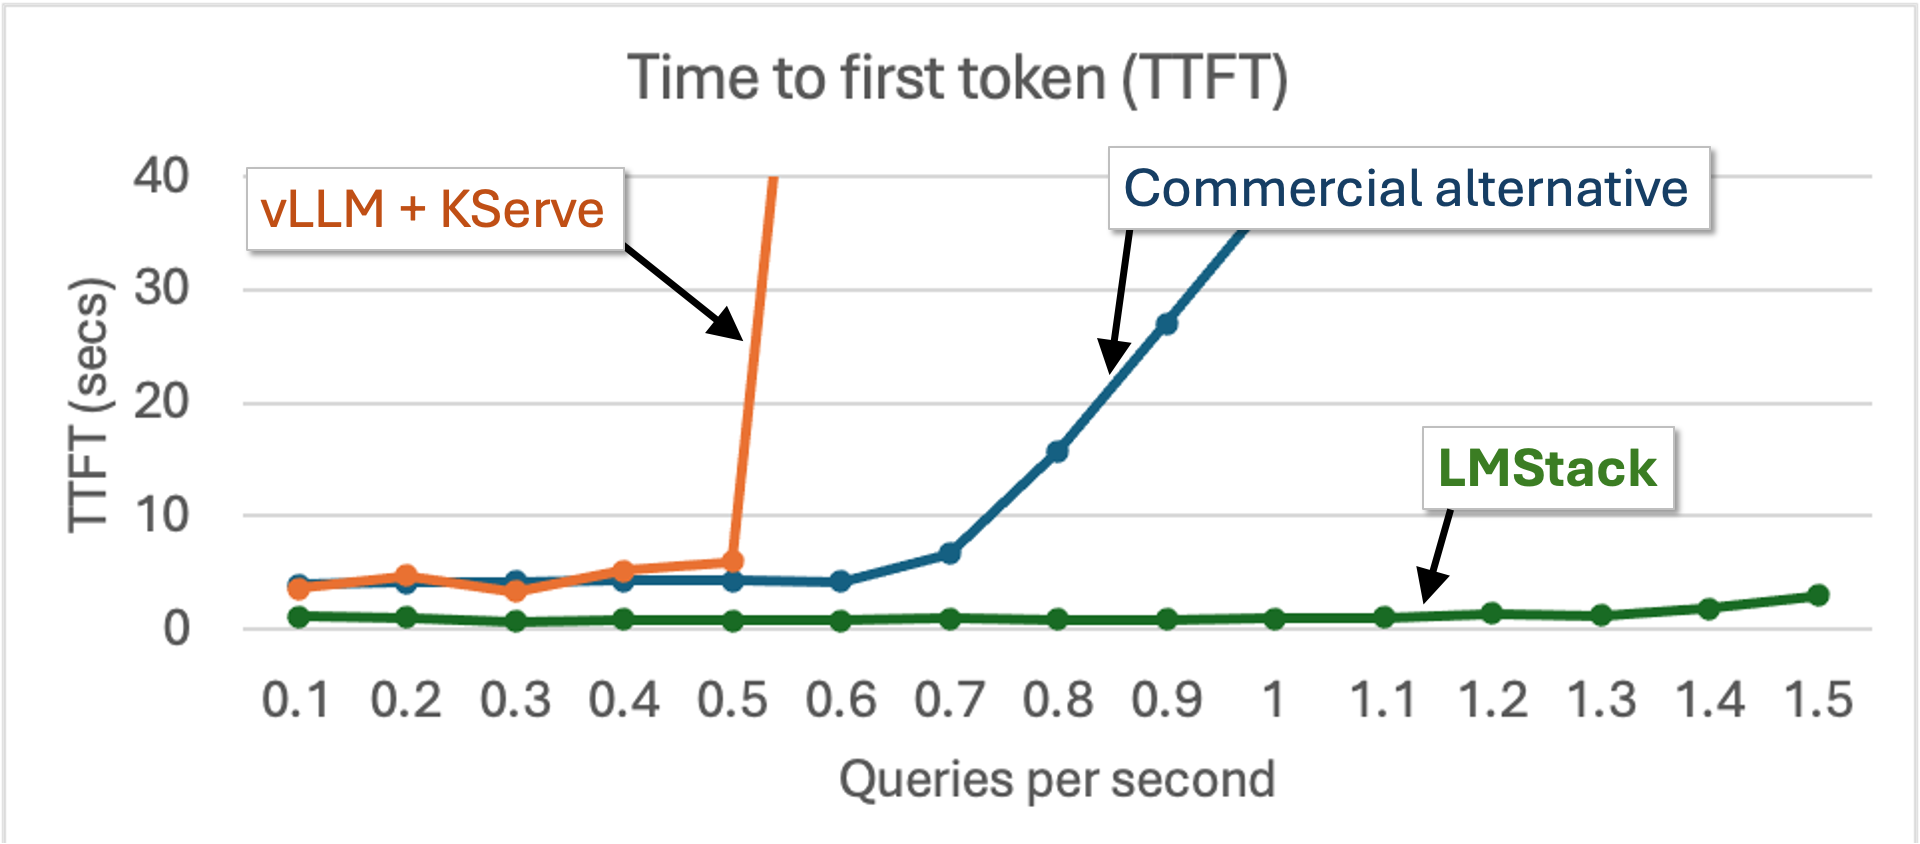 Time to first token (TTFT)
40
30
20
10
0
TTFT (secs)
vLLM + KServe
Commercial alternative
LMStack
0.1 0.2 0.3 0.4 0.5 0.6 0.7 0.8 0.9 1 1.1 1.2 1.3 1.4 1.5
Queries per second